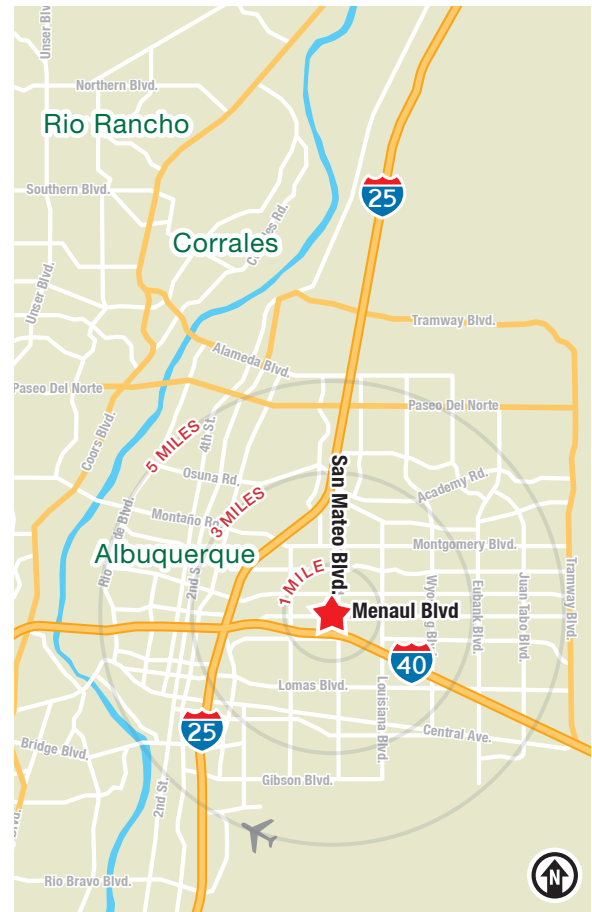 Unser Blvd.
Northern Blvd.
Rio Rancho
Southern Blvd.
25
Corrales
Unser Blvd.
Tramway Blvd.
Alameda Blvd.
Paseo Del Norte
Paseo Del Norte
Coors Blvd.
5 MILES
4th St.
Osuna Rd.
San Mateo Blvd.
Academy Rd.
3 MILES
Montaño Rd.
Albuquerque
Montgomery Blvd.
2nd St.
1 MILE
Menaul Blvd
Eubank Blvd.
Juan Tabo Blvd.
Tramway Blvd.
40
Lomas Blvd.
Louisiana Blvd.
25
Central Ave.
Bridge Blvd.
Gibson Blvd.
2nd St.
Rio Bravo Blvd.
N